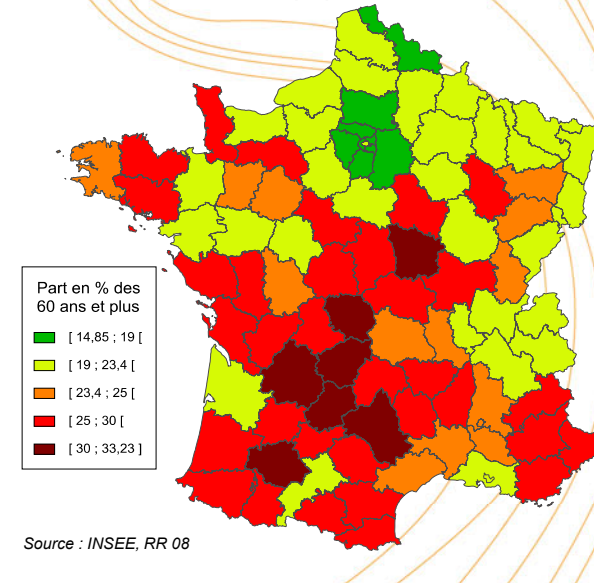 Part en % des
60 ans et plus
[ 14,85 ; 19 [
[ 19 ; 23,4 [
[ 23,4 ; 25 [
[ 25 ; 30 [
[ 30 ; 33,23 ]
Source : INSEE, RR 08